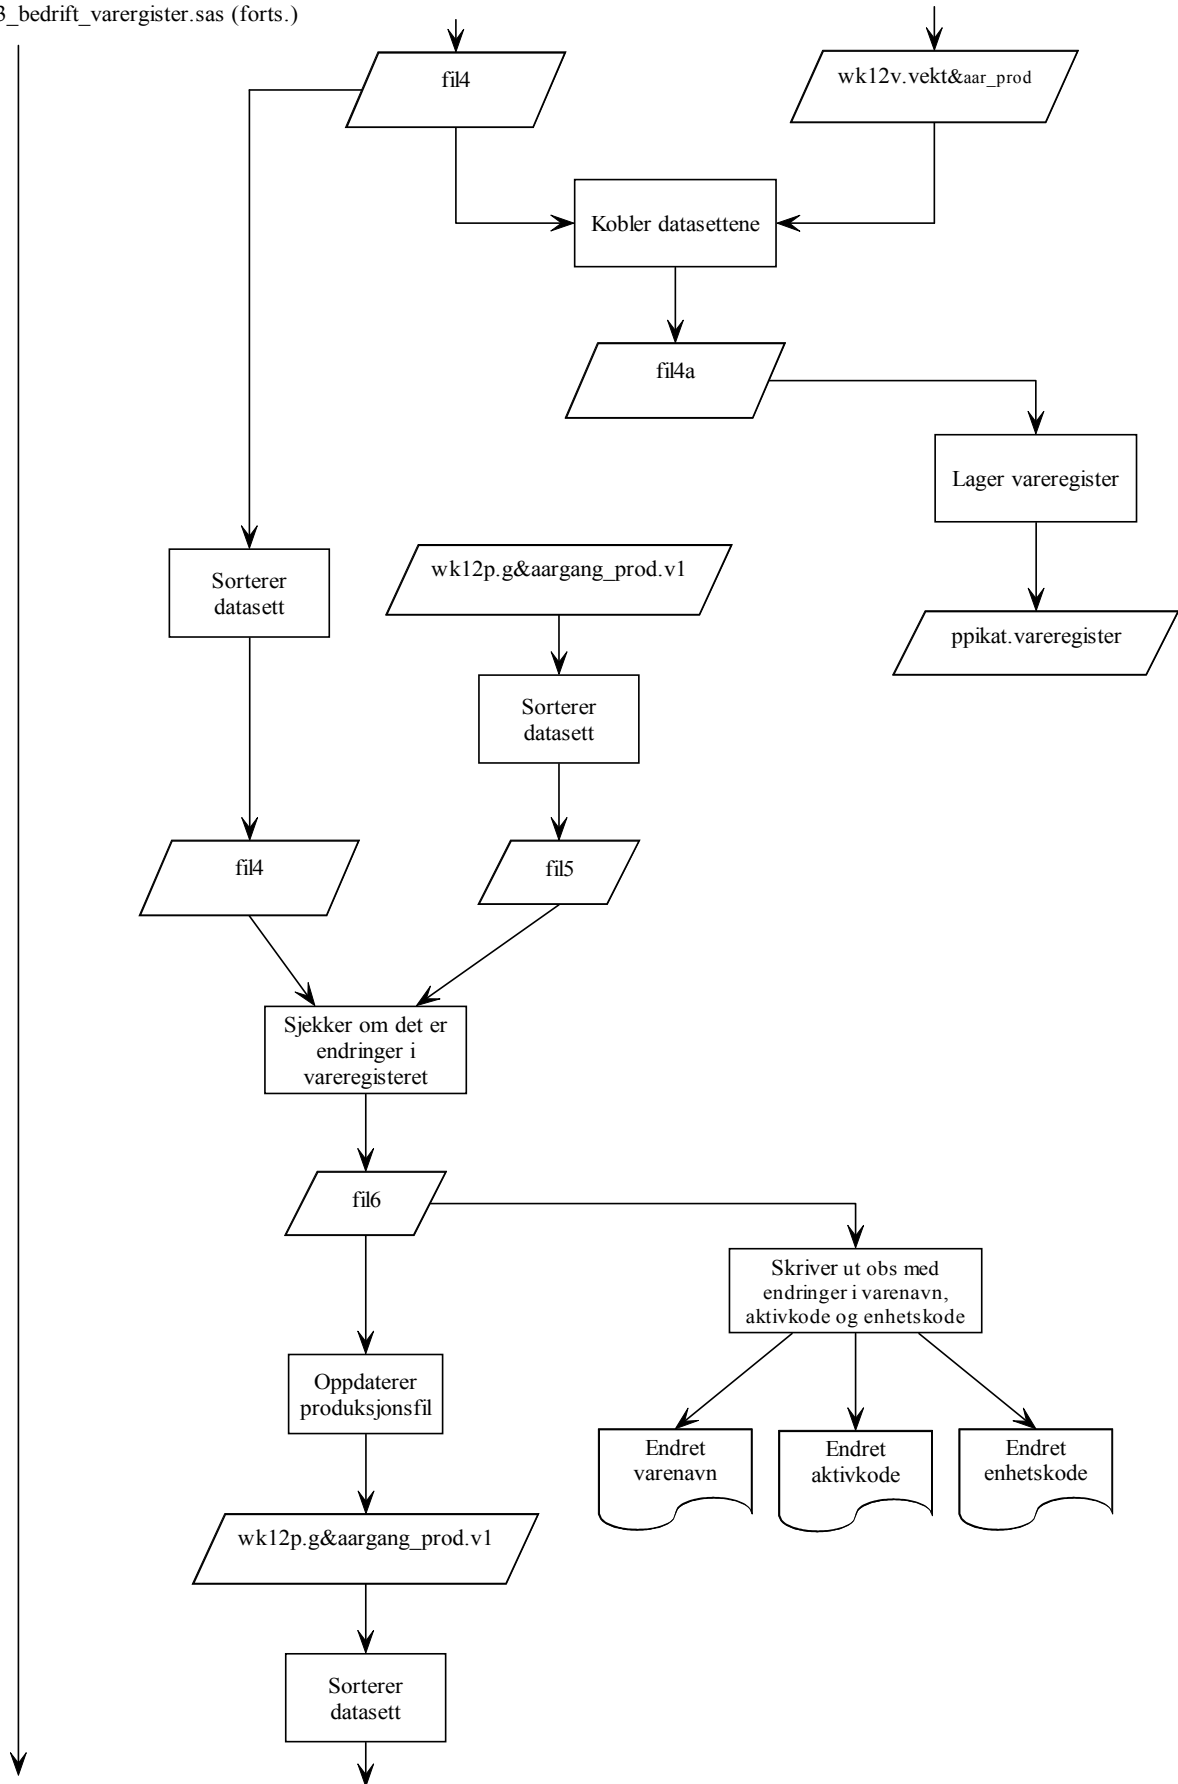 3_bedrift_varergister.sas (forts.)
fil4
wk12v.vekt&aar_prod
Kobler datasettene
fil4a
Lager vareregister
ppikat.vareregister
Sorterer
datasett
wk12p.g&aargang_prod.v1
Sorterer
datasett
fil4
fil5
Sjekker om det er
endringer i
vareregisteret
fil6
Skriver ut obs med
endringer i varenavn,
aktivkode og enhetskode
Oppdaterer
produksjonsfil
Endret
varenavn
Endret
aktivkode
Endret
enhetskode
wk12p.g&aargang_prod.v1
Sorterer
datasett